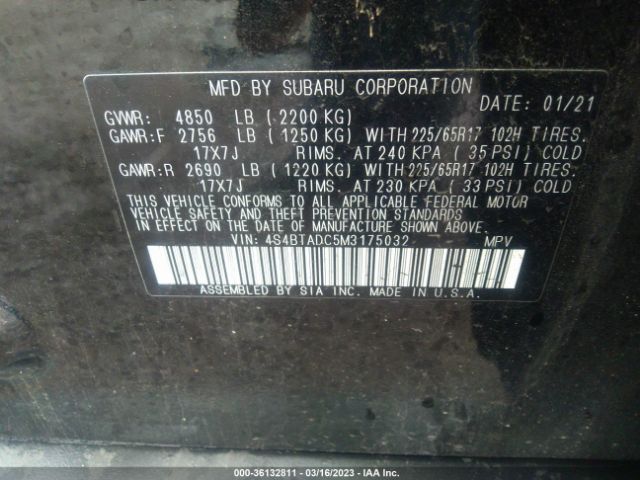 MFD BY SUBARU CORPORATION
DATE: 01/21
GVWR: 4850 LB ( 2200 KG)
GAWR:F 2756 LB ( 1250 KG) WITH 225/65R17 102H TIRES.
17X7J RIMS. AT 240 KPA ( 35 PSI) COLD
GAWR:R 2690 LB ( 1220 KG) WITH 225/65R17 102H TIRES.
17X7J RIMS. AT 230 KPA ( 33 PSI) COLD
THIS VEHICLE CONFORMS TO ALL APPLICABLE FEDERAL MOTOR
VEHICLE SAFETY AND THEFT PREVENTION STANDARDS
IN EFFECT ON THE DATE OF MANUFACTURE SHOWN ABOVE.
VIN: 4S4BTADC5M3175032 MPV
ASSEMBLED BY SIA INC. MADE IN U.S.A.
000-36132811 - 03/16/2023 - IAA Inc.